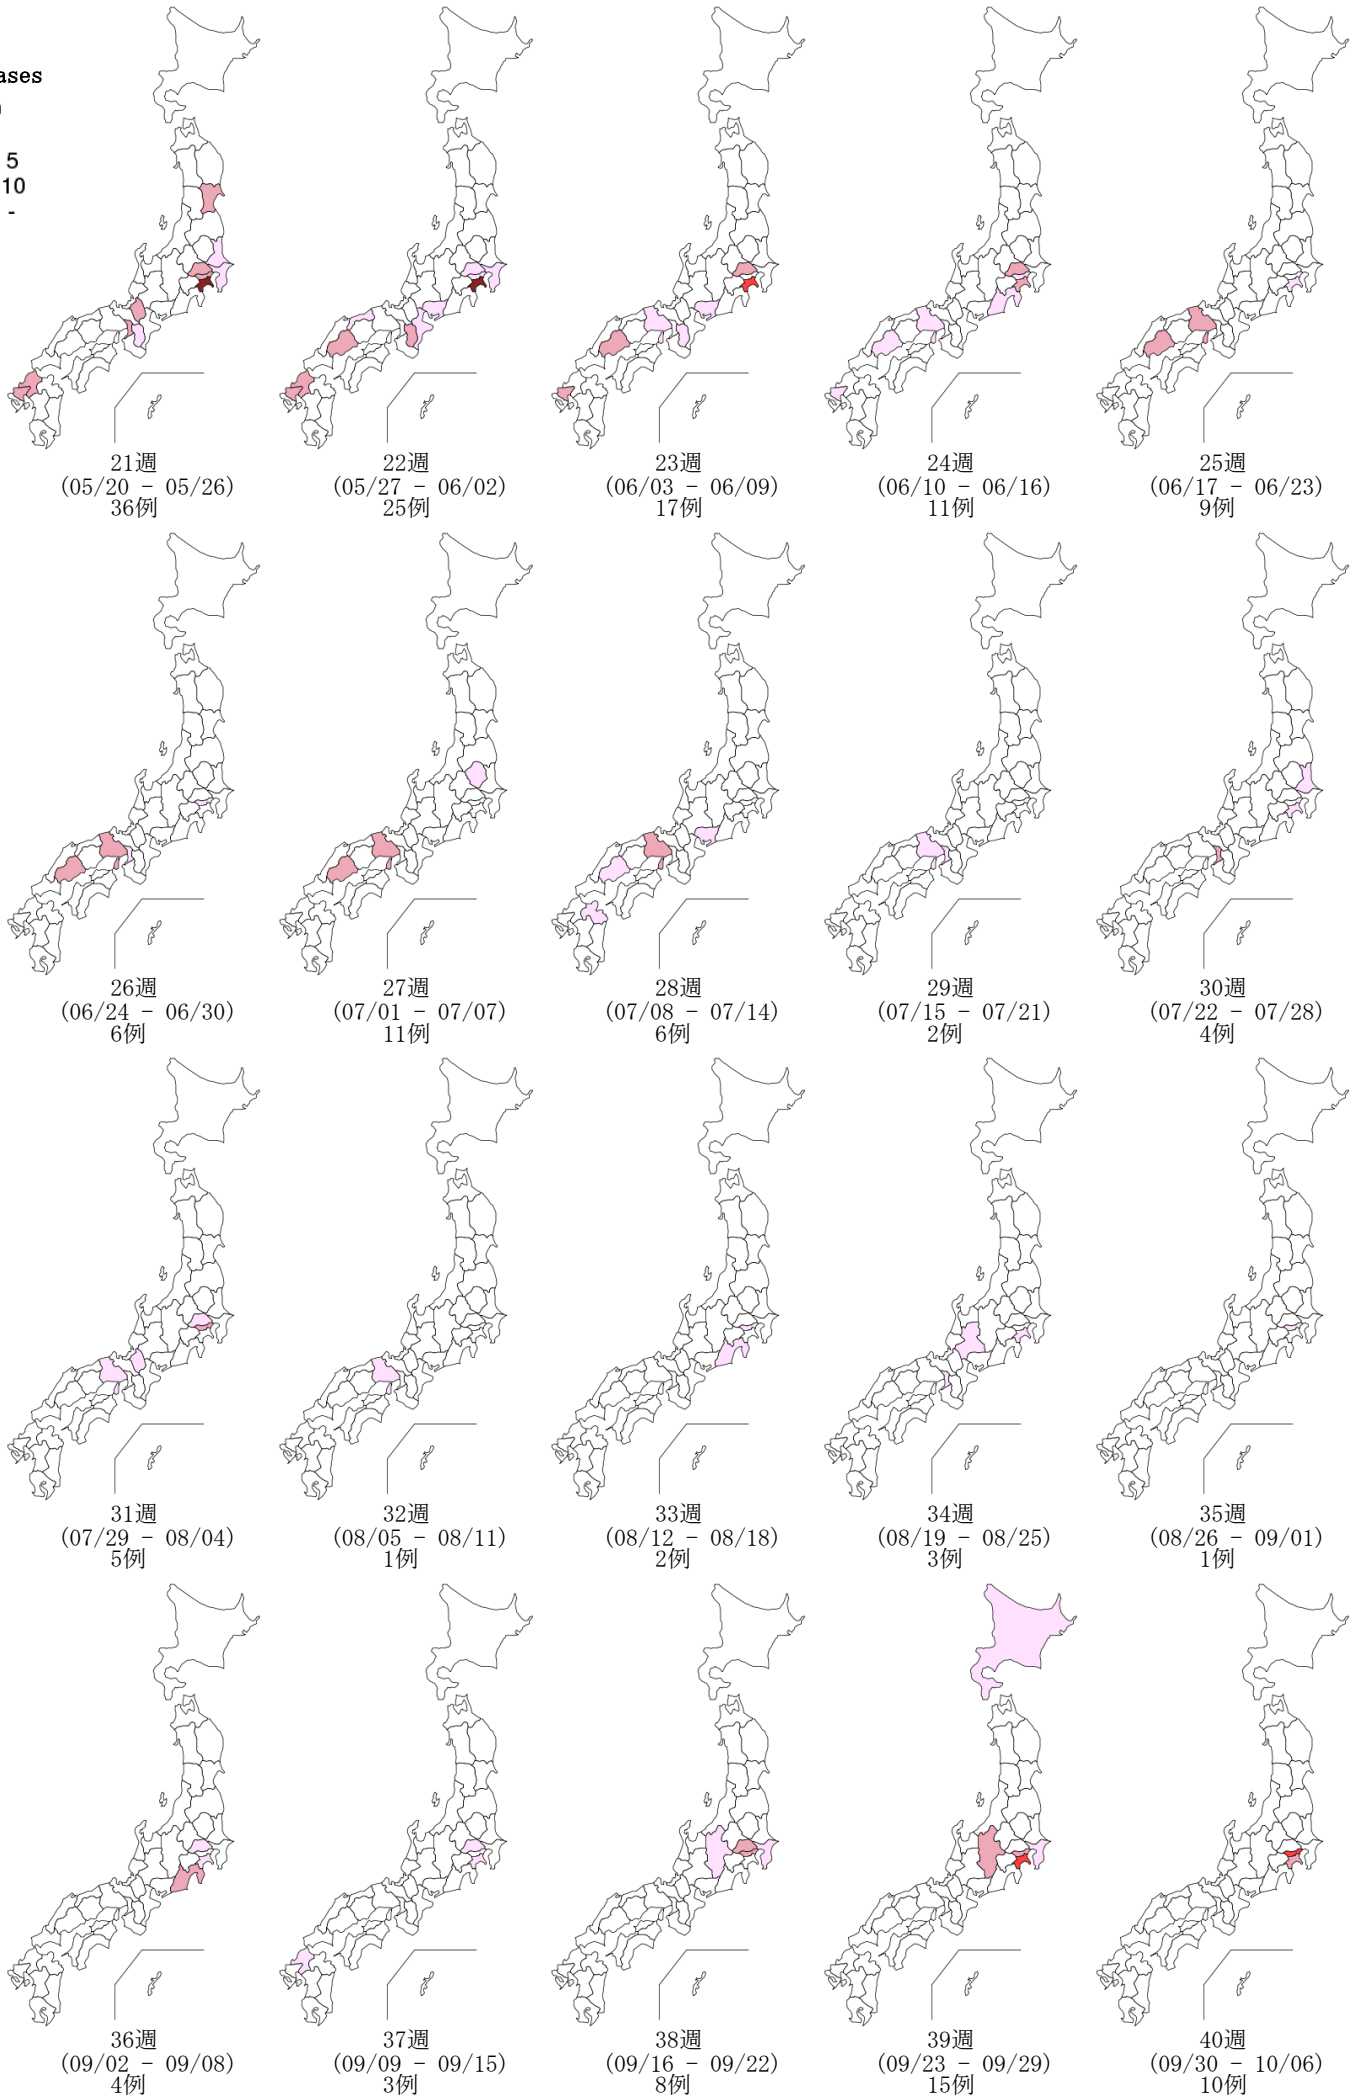 5
10
-
21週
(05/20 - 05/26)
36例
22週
(05/27 - 06/02)
25例
23週
(06/03 - 06/09)
17例
24週
(06/10 - 06/16)
11例
25週
(06/17 - 06/23)
9例
26週
(06/24 - 06/30)
6例
27週
(07/01 - 07/07)
11例
28週
(07/08 - 07/14)
6例
29週
(07/15 - 07/21)
2例
30週
(07/22 - 07/28)
4例
31週
(07/29 - 08/04)
5例
32週
(08/05 - 08/11)
1例
33週
(08/12 - 08/18)
2例
34週
(08/19 - 08/25)
3例
35週
(08/26 - 09/01)
1例
36週
(09/02 - 09/08)
4例
37週
(09/09 - 09/15)
3例
38週
(09/16 - 09/22)
8例
39週
(09/23 - 09/29)
15例
40週
(09/30 - 10/06)
10例